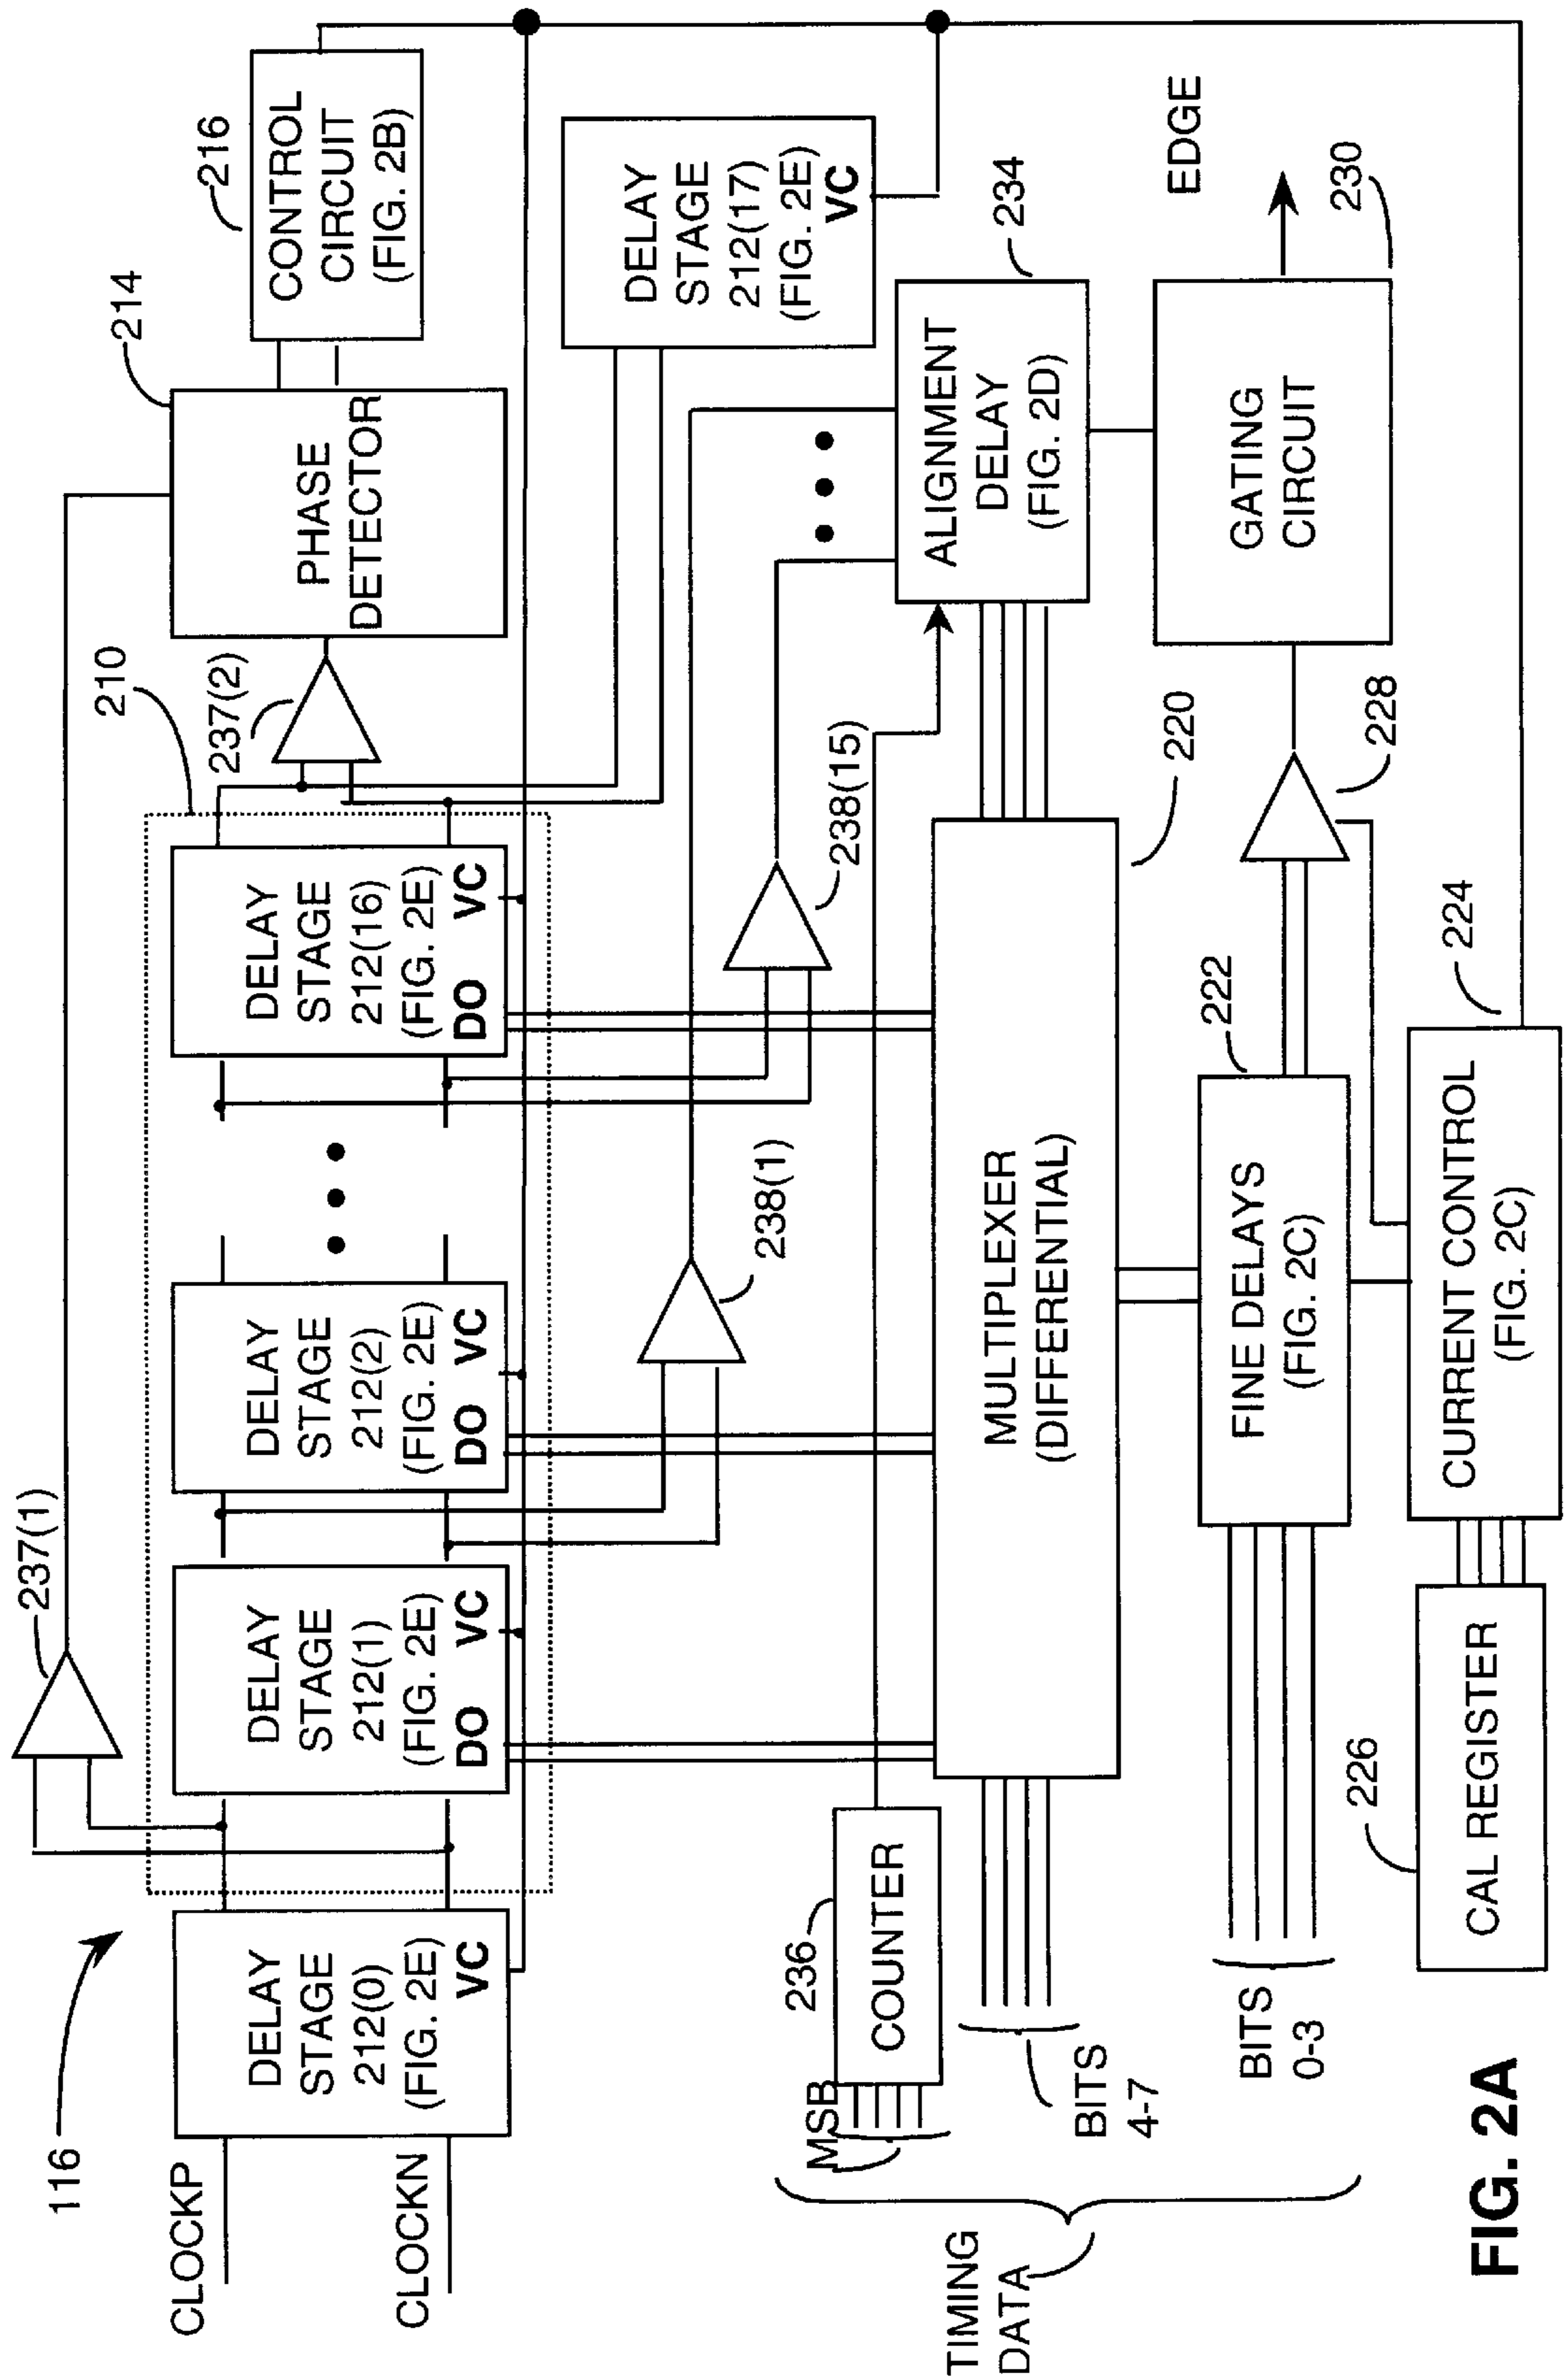 116
237(1)
210
214
216
CLOCKP
CLOCKN
DELAY
STAGE
212(0)
(FIG. 2E)
VC
DELAY
STAGE
212(1)
(FIG. 2E)
DO VC
DELAY
STAGE
212(2)
(FIG. 2E)
DO VC
DELAY
STAGE
212(16)
(FIG. 2E)
DO VC
237(2)
PHASE
DETECTOR
CONTROL
CIRCUIT
(FIG. 2B)
DELAY
STAGE
212(17)
(FIG. 2E)
VC
238(1)
238(15)
234
236
MSB
COUNTER
ALIGNMENT
DELAY
(FIG. 2D)
TIMING
DATA
BITS
4-7
MULTIPLEXER
(DIFFERENTIAL)
220
EDGE
BITS
0-3
222
FINE DELAYS
(FIG. 2C)
228
GATING
CIRCUIT
230
226
CAL REGISTER
CURRENT CONTROL
(FIG. 2C)
224
FIG. 2A